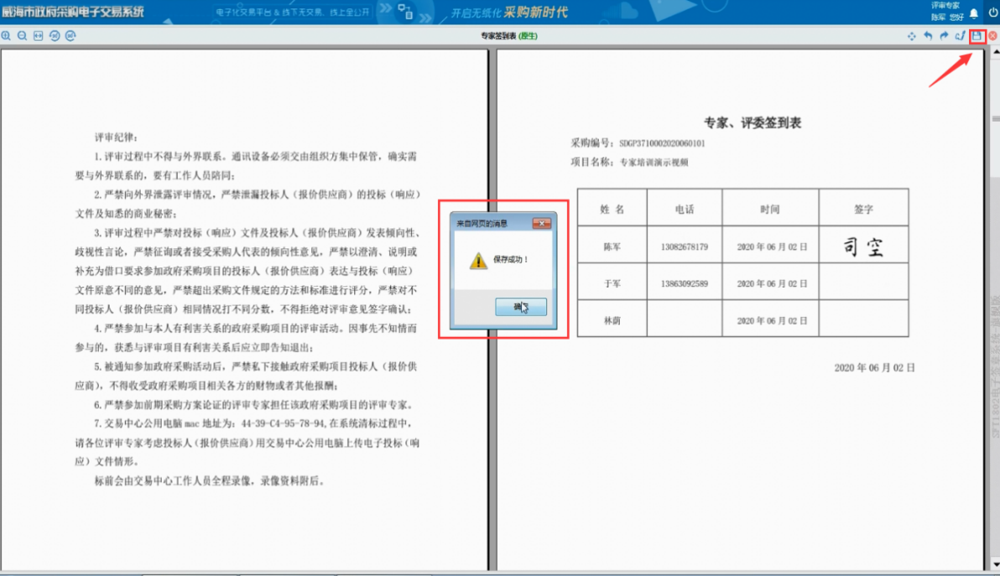 威海市政府采购电子交易系统
电子化交易平台 & 线下无交易、线上全公开
开启无纸化 采购新时代
评审专家
陈军 您好
专家签到表 (原生)
评审纪律：
1.评审过程中不得与外界联系。通讯设备必须交由组织方集中保管，确实需
要与外界联系的，要有工作人员陪同；
2.严禁向外界泄露评审情况，严禁泄漏投标人（报价供应商）的投标（响应）
文件及知悉的商业秘密；
3.评审过程中严禁对投标（响应）文件及投标人（报价供应商）发表倾向性、
歧视性言论，严禁征询或者接受采购人代表的倾向性意见，严禁以澄清、说明或
补充为借口要求参加政府采购项目的投标人（报价供应商）表达与投标（响应）
文件原意不同的意见，严禁超出采购文件规定的方法和标准进行评分，严禁对不
同投标人（报价供应商）相同情况打不同分数，不得拒绝对评审意见签字确认；
4.严禁参加与本人有利害关系的政府采购项目的评审活动。因事先不知情而
参与的，获悉与评审项目有利害关系后应立即告知退出；
5.被通知参加政府采购活动后，严禁私下接触政府采购项目投标人（报价供
应商），不得收受政府采购项目相关各方的财物或者其他报酬；
6.严禁参加前期采购方案论证的评审专家担任该政府采购项目的评审专家。
7.交易中心公用电脑 mac 地址为：44-39-C4-95-78-94,在系统清标过程中，
请各位评审专家考虑投标人（报价供应商）用交易中心公用电脑上传电子投标（响
应）文件情形。
标前会由交易中心工作人员全程录像，录像资料附后。
来自网页的消息
保存成功！
专家、评委签到表
采购编号：SDGP3710002020060101
项目名称：专家培训演示视频
姓 名 电话 时间 签字
陈军 13082678179 2020 年 06 月 02 日 司空
于军 13863092589 2020 年 06 月 02 日
林荫 2020 年 06 月 02 日
2020 年 06 月 02 日